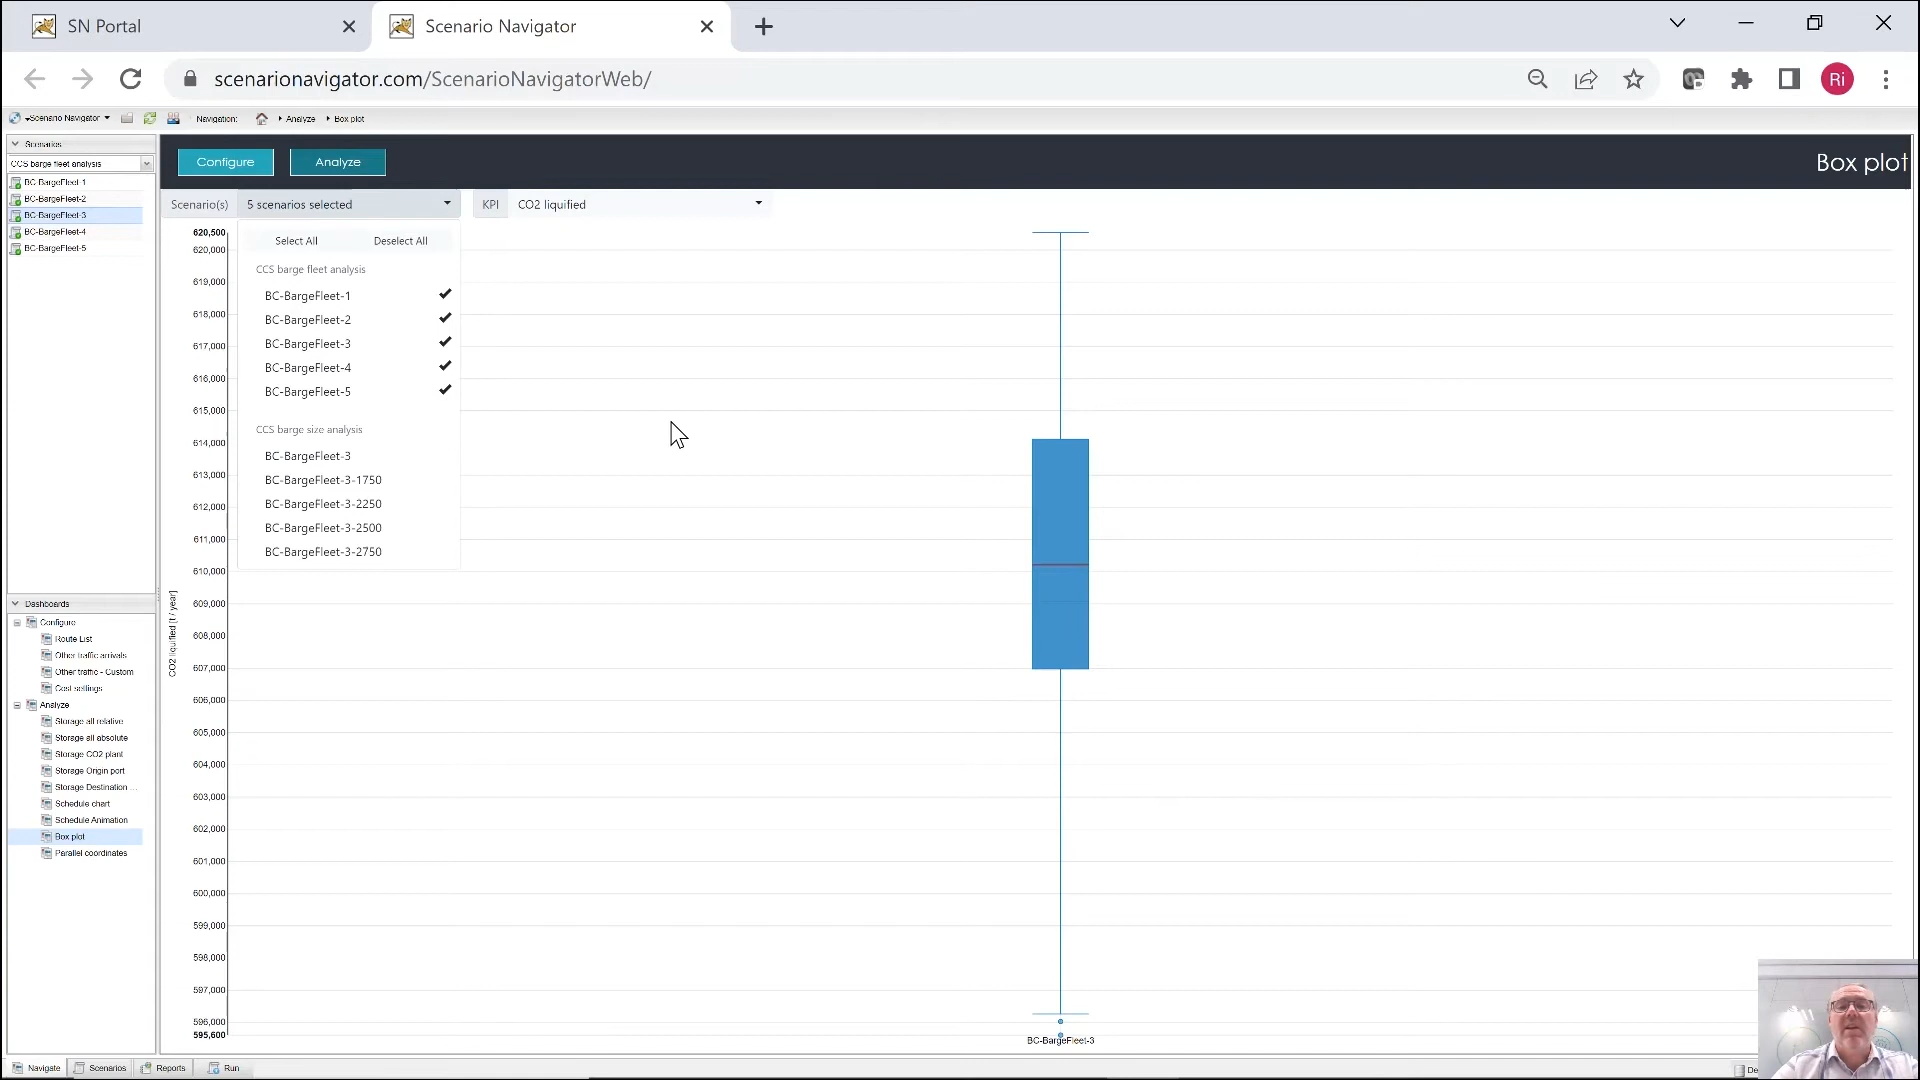 SN Portal
Scenario Navigator
scenarionavigator.com/ScenarioNavigatorWeb/
Ri
Scenario Navigator
Navigation:
Analyze
Box plot
Scenarios
CCS barge fleet analysis
BC-BargeFleet-1
BC-BargeFleet-2
BC-BargeFleet-3
BC-BargeFleet-4
BC-BargeFleet-5
Configure
Analyze
Box plot
Scenario(s)
5 scenarios selected
KPI
CO2 liquified
Select All
Deselect All
CCS barge fleet analysis
BC-BargeFleet-1
BC-BargeFleet-2
BC-BargeFleet-3
BC-BargeFleet-4
BC-BargeFleet-5
CCS barge size analysis
BC-BargeFleet-3
BC-BargeFleet-3-1750
BC-BargeFleet-3-2250
BC-BargeFleet-3-2500
BC-BargeFleet-3-2750
620,500
620,000
619,000
618,000
617,000
616,000
615,000
614,000
613,000
612,000
611,000
610,000
609,000
608,000
607,000
606,000
605,000
604,000
603,000
602,000
601,000
600,000
599,000
598,000
597,000
596,000
595,600
CO2 liquified [t / year]
BC-BargeFleet-3
Dashboards
Configure
Route List
Other traffic arrivals
Other traffic - Custom
Cost settings
Analyze
Storage all relative
Storage all absolute
Storage CO2 plant
Storage Origin port
Storage Destination ...
Schedule chart
Schedule Animation
Box plot
Parallel coordinates
Navigate
Scenarios
Reports
Run